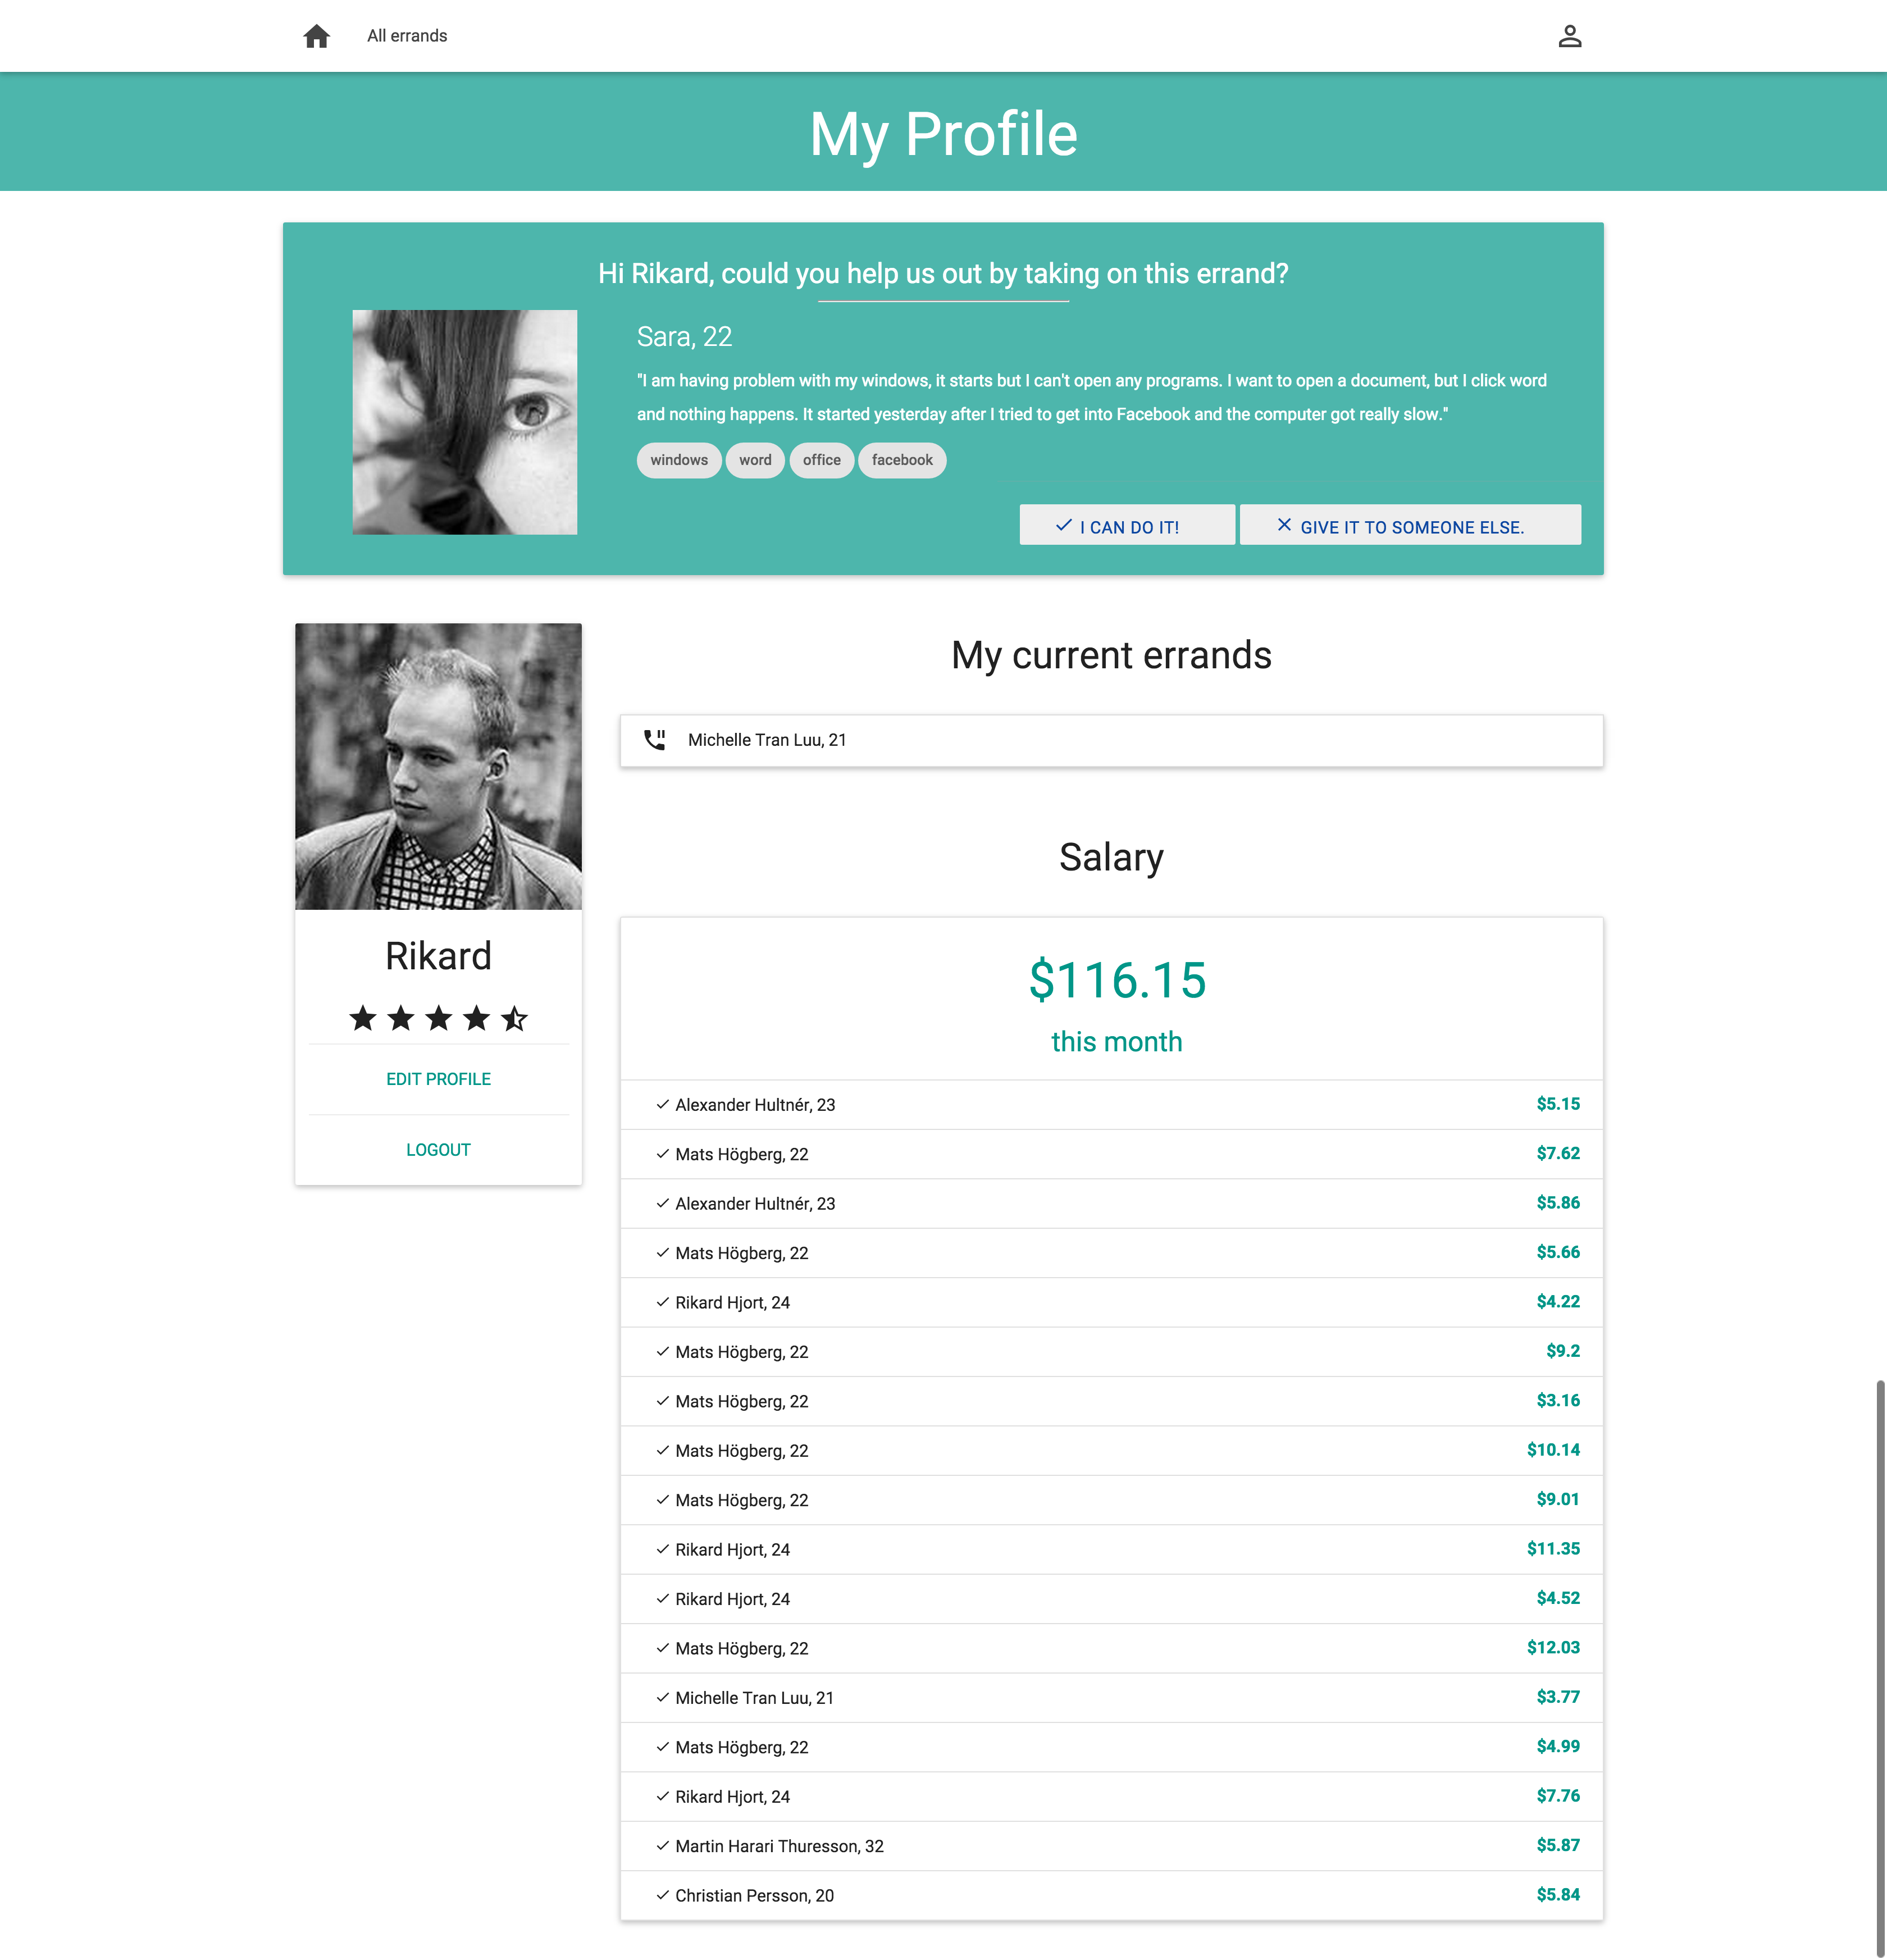 All errands
My Profile
Hi Rikard, could you help us out by taking on this errand?
Sara, 22
"I am having problem with my windows, it starts but I can't open any programs. I want to open a document, but I click word
and nothing happens. It started yesterday after I tried to get into Facebook and the computer got really slow."
windows word office facebook
I CAN DO IT! GIVE IT TO SOMEONE ELSE.
Rikard
EDIT PROFILE
LOGOUT
My current errands
Michelle Tran Luu, 21
Salary
$116.15
this month
Alexander Hultnér, 23 $5.15
Mats Högberg, 22 $7.62
Alexander Hultnér, 23 $5.86
Mats Högberg, 22 $5.66
Rikard Hjort, 24 $4.22
Mats Högberg, 22 $9.2
Mats Högberg, 22 $3.16
Mats Högberg, 22 $10.14
Mats Högberg, 22 $9.01
Rikard Hjort, 24 $11.35
Rikard Hjort, 24 $4.52
Mats Högberg, 22 $12.03
Michelle Tran Luu, 21 $3.77
Mats Högberg, 22 $4.99
Rikard Hjort, 24 $7.76
Martin Harari Thuresson, 32 $5.87
Christian Persson, 20 $5.84